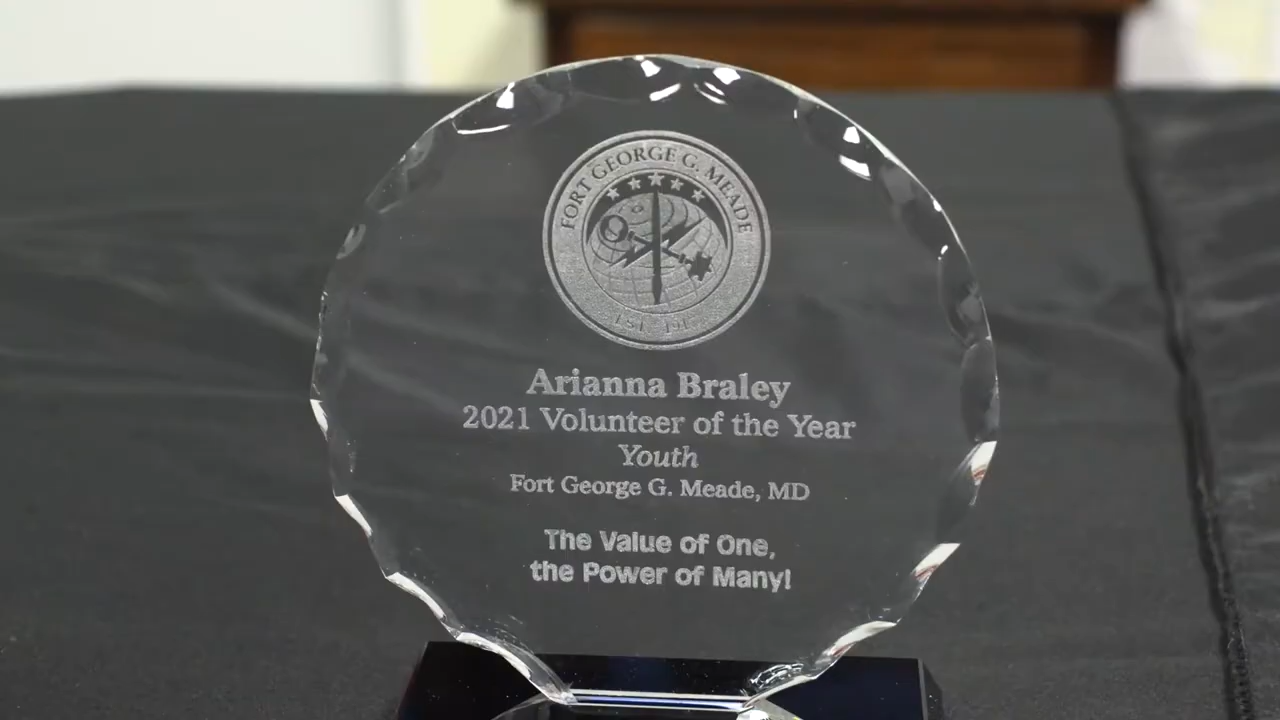 FORT GEORGE G. MEADE
EST.
Arianna Braley
2021 Volunteer of the Year
Youth
Fort George G. Meade, MD
The Value of One,
the Power of Many!